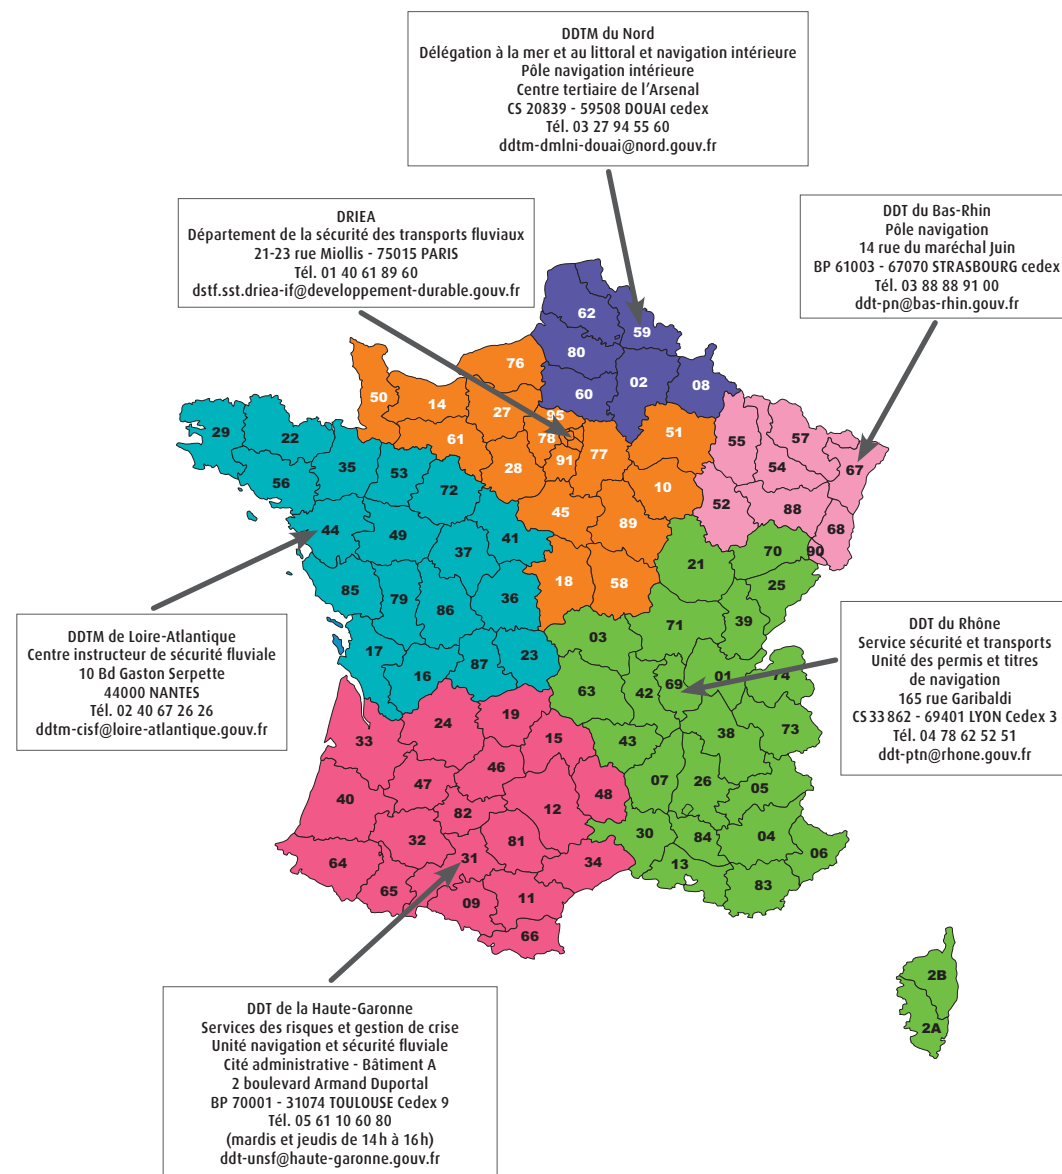 DDTM du Nord
Délégation à la mer et au littoral et navigation intérieure
Pôle navigation intérieure
Centre tertiaire de l'Arsenal
CS 20839 - 59508 DOUAI cedex
Tél. 03 27 94 55 60
ddtm-dmlni-douai@nord.gouv.fr
DRIEA
Département de la sécurité des transports fluviaux
21-23 rue Miollis - 75015 PARIS
Tél. 01 40 61 89 60
dstf.sst.driea-if@developpement-durable.gouv.fr
DDT du Bas-Rhin
Pôle navigation
14 rue du maréchal Juin
BP 61003 - 67070 STRASBOURG cedex
Tél. 03 88 88 91 00
ddt-pn@bas-rhin.gouv.fr
62
59
80
76
02
08
60
50
14
27
95
51
61
78
77
91
28
10
45
89
18
58
55
57
54
67
52
88
68
90
29
22
35
53
56
72
44
49
41
37
85
79
86
36
17
16
87
23
21
70
25
71
39
03
69
01
74
63
42
38
73
43
07
26
05
30
84
04
06
13
83
2B
2A
19
24
33
15
46
47
48
40
12
82
32
81
31
34
64
65
09
11
66
DDTM de Loire-Atlantique
Centre instructeur de sécurité fluviale
10 Bd Gaston Serpette
44000 NANTES
Tél. 02 40 67 26 26
ddtm-cisf@loire-atlantique.gouv.fr
DDT du Rhône
Service sécurité et transports
Unité des permis et titres
de navigation
165 rue Garibaldi
CS 33 862 - 69401 LYON Cedex 3
Tél. 04 78 62 52 51
ddt-ptn@rhone.gouv.fr
DDT de la Haute-Garonne
Services des risques et gestion de crise
Unité navigation et sécurité fluviale
Cité administrative - Bâtiment A
2 boulevard Armand Duportal
BP 70001 - 31074 TOULOUSE Cedex 9
Tél. 05 61 10 60 80
(mardis et jeudis de 14 h à 16 h)
ddt-unsf@haute-garonne.gouv.fr